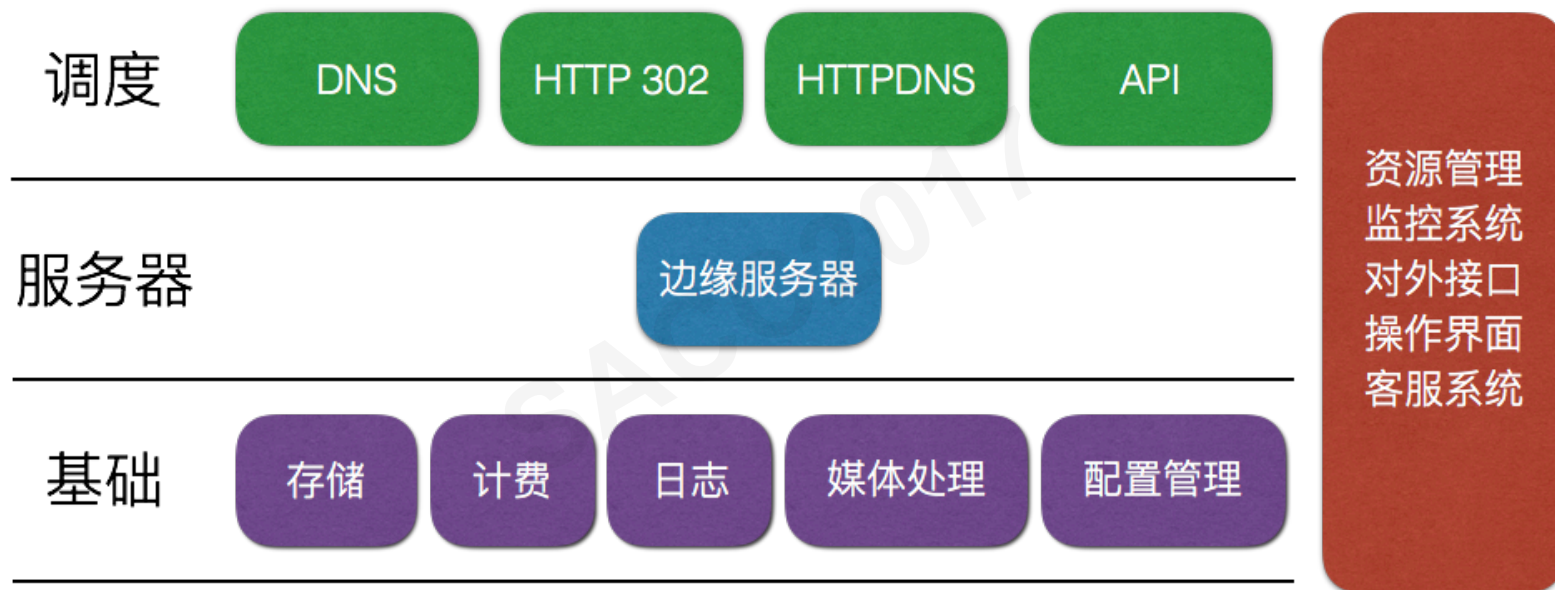 调度
DNS
HTTP 302
HTTPDNS
API
服务器
边缘服务器
基础
存储
计费
日志
媒体处理
配置管理
资源管理
监控系统
对外接口
操作界面
客服系统